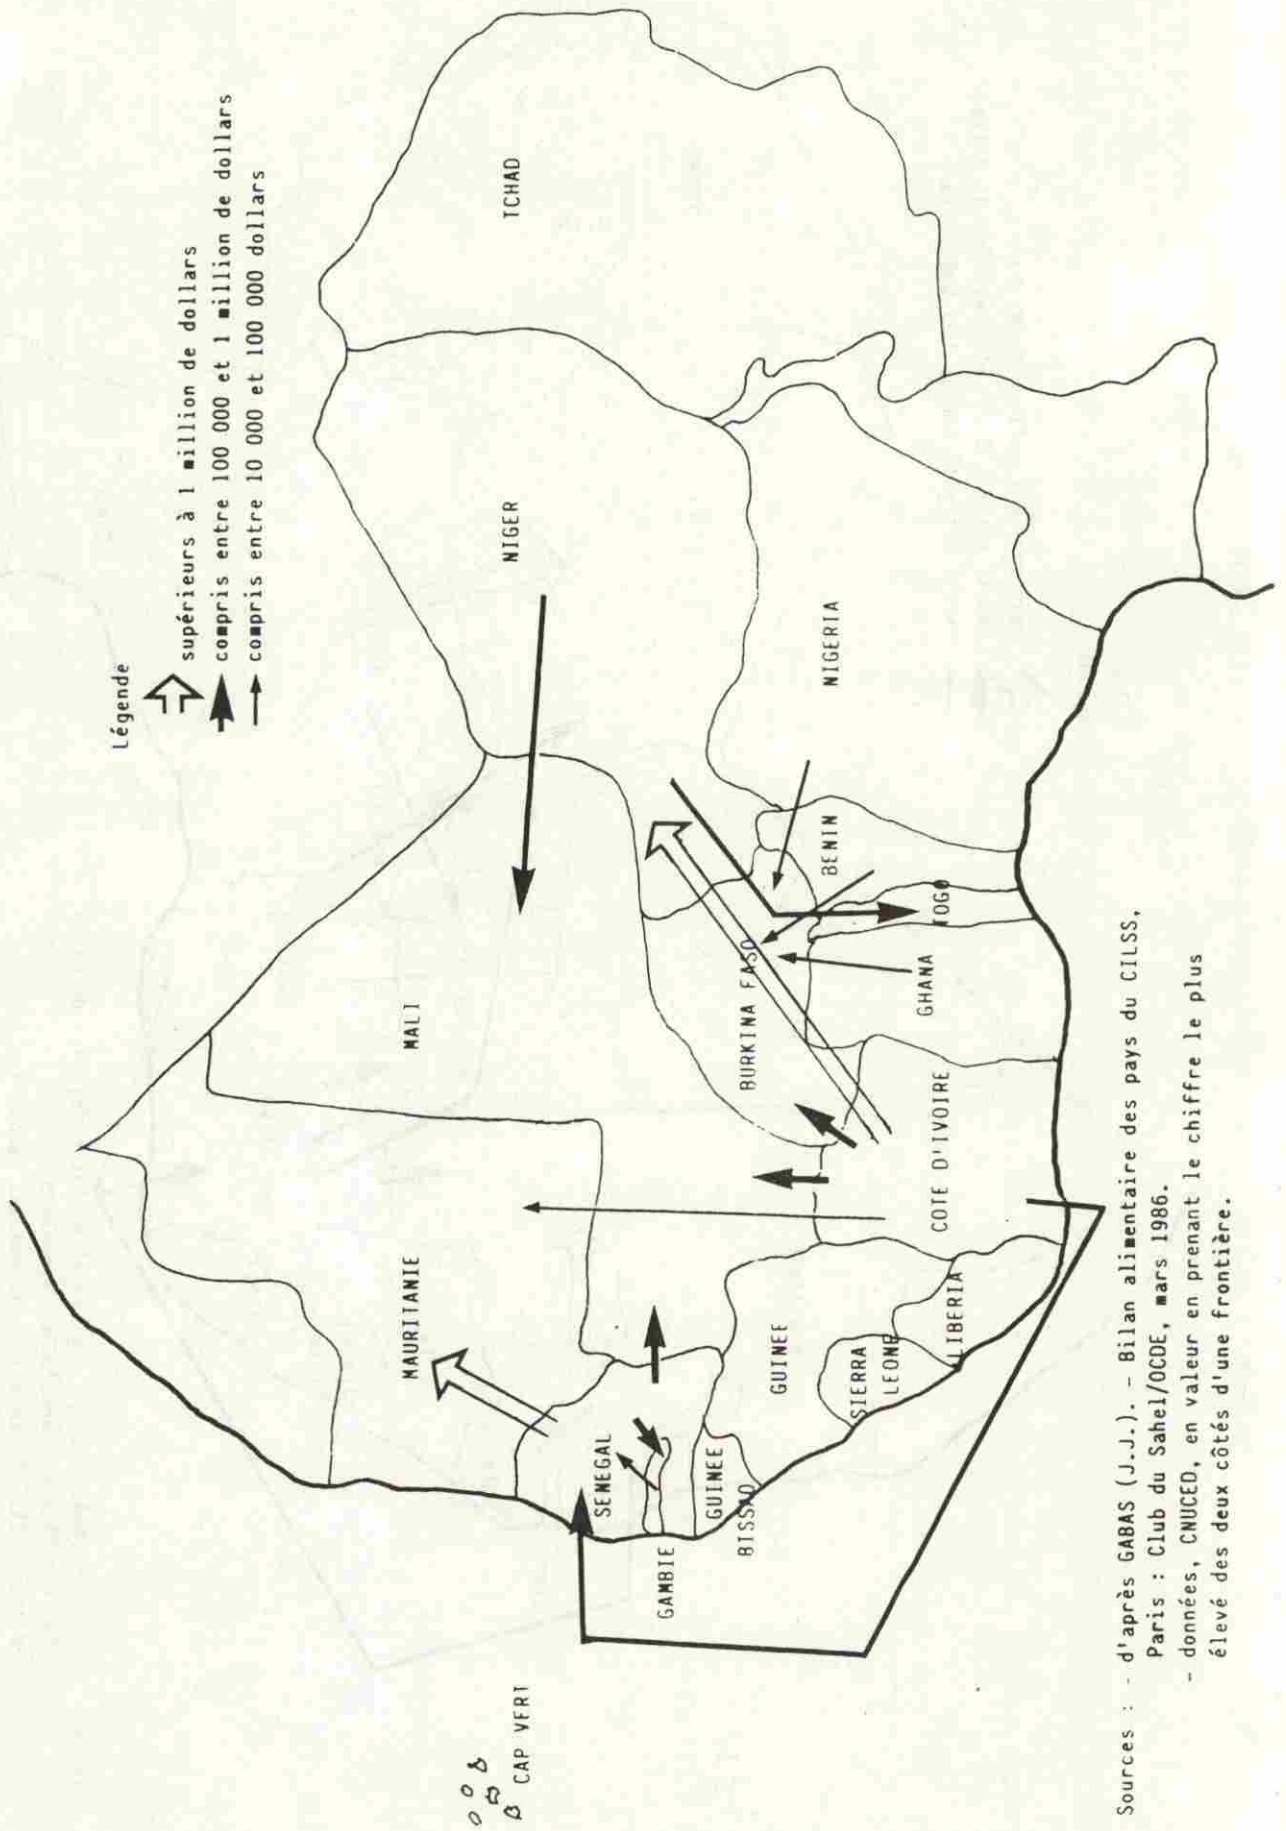 Légende
supérieurs à 1 million de dollars
compris entre 100 000 et 1 million de dollars
compris entre 10 000 et 100 000 dollars
TCHAD
NIGER
MALI
MAURITANIE
NIGERIA
BENIN
TOGO
BURKINA FASO
GHANA
COTE D'IVOIRE
SENEGAL
GAMBIE
GUINEE
BISSAO
GUINEE
SIERRA
LEONE
LIBERIA
CAP VERT
Sources : - d'après GABAS (J.J.). - Bilan alimentaire des pays du CILSS,
Paris : Club du Sahel/OCDE, mars 1986.
- données, CNUCED, en valeur en prenant le chiffre le plus
élevé des deux côtés d'une frontière.